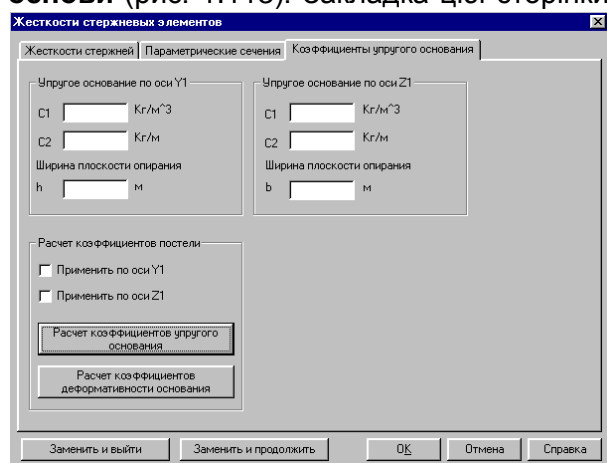 основи (рис. 1.113). Закладка цієї сторінки
Жесткости стержневых элементов
Жесткости стержней Параметрические сечения Коэффициенты упругого основания
Упругое основание по оси Y1 Упругое основание по оси Z1
C1 Кг/м^3 C1 Кг/м^3
C2 Кг/м C2 Кг/м
Ширина плоскости опирания Ширина плоскости опирания
h м b м
Расчет коэффициентов постели
Применить по оси Y1
Применить по оси Z1
Расчет коэффициентов упругого
основания
Расчет коэффициентов
деформативности основания
Заменить и выйти Заменить и продолжить OK Отмена Справка